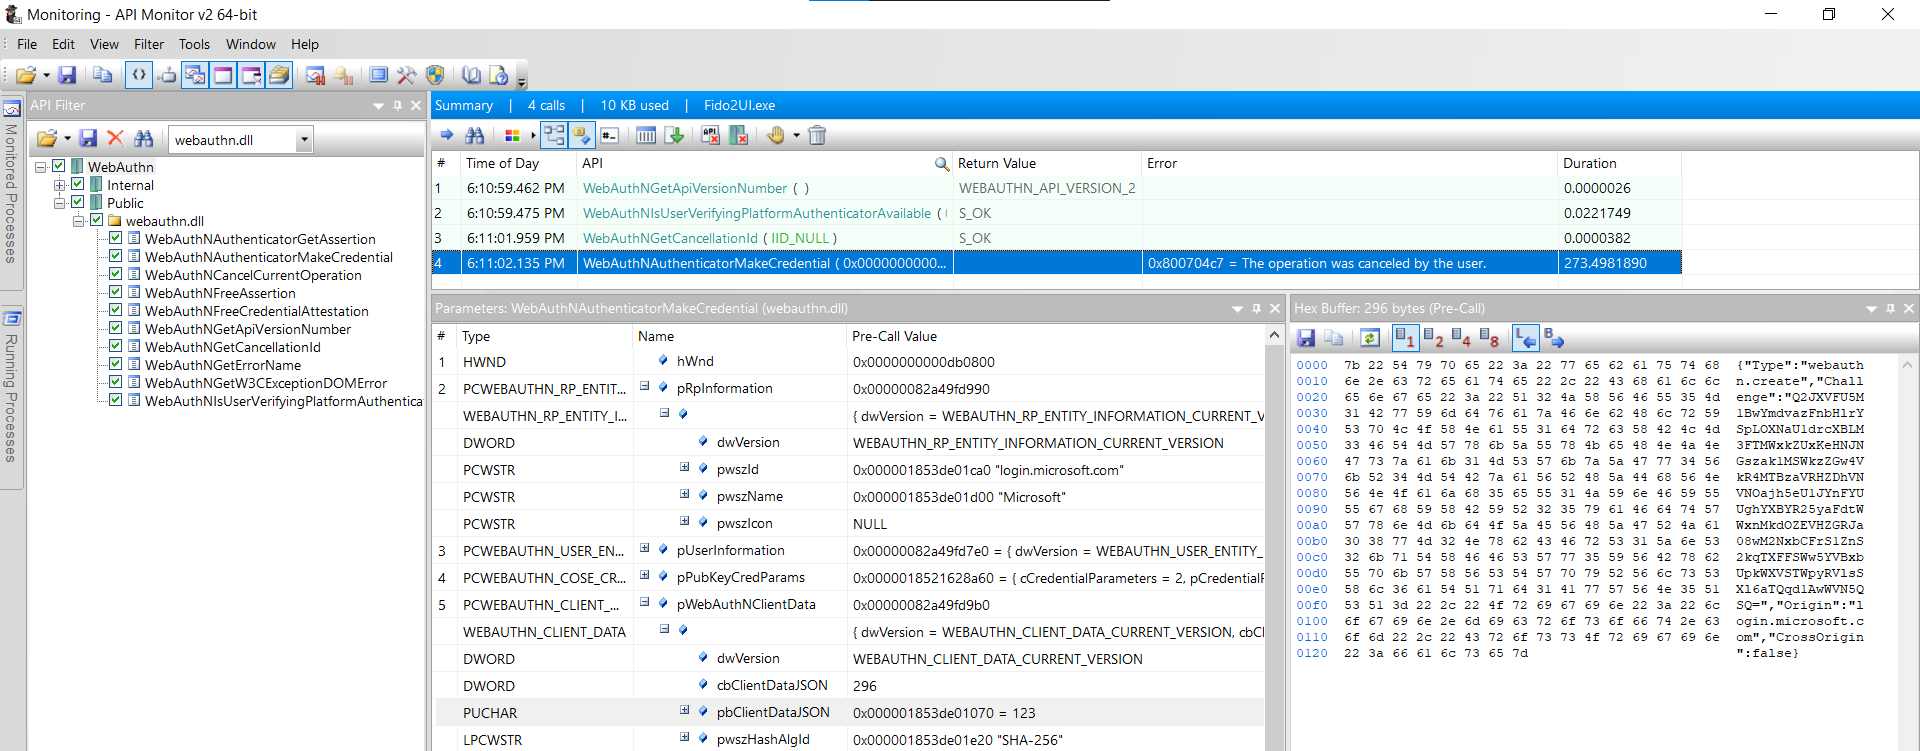 Monitoring - API Monitor v2 64-bit
File Edit View Filter Tools Window Help
Monitored Processes
Running Processes
API Filter
webauthn.dll
WebAuthn
Internal
Public
webauthn.dll
WebAuthNAuthenticatorGetAssertion
WebAuthNAuthenticatorMakeCredential
WebAuthNCancelCurrentOperation
WebAuthNFreeAssertion
WebAuthNFreeCredentialAttestation
WebAuthNGetApiVersionNumber
WebAuthNGetCancellationId
WebAuthNGetErrorName
WebAuthNGetW3CExceptionDOMError
WebAuthNIsUserVerifyingPlatformAuthentica
Summary | 4 calls | 10 KB used | Fido2UI.exe
# Time of Day API Return Value Error Duration
1 6:10:59.462 PM WebAuthNGetApiVersionNumber ( ) WEBAUTHN_API_VERSION_2 0.0000026
2 6:10:59.475 PM WebAuthNIsUserVerifyingPlatformAuthenticatorAvailable ( S_OK 0.0221749
3 6:11:01.959 PM WebAuthNGetCancellationId ( IID_NULL ) S_OK 0.0000382
4 6:11:02.135 PM WebAuthNAuthenticatorMakeCredential ( 0x0000000000... 0x800704c7 = The operation was canceled by the user. 273.4981890
Parameters: WebAuthNAuthenticatorMakeCredential (webauthn.dll)
# Type Name Pre-Call Value
1 HWND hWnd 0x0000000000db0800
2 PCWEBAUTHN_RP_ENTIT... pRpInformation 0x00000082a49fd990
WEBAUTHN_RP_ENTITY_I... { dwVersion = WEBAUTHN_RP_ENTITY_INFORMATION_CURRENT_V
DWORD dwVersion WEBAUTHN_RP_ENTITY_INFORMATION_CURRENT_VERSION
PCWSTR pwszId 0x000001853de01ca0 "login.microsoft.com"
PCWSTR pwszName 0x000001853de01d00 "Microsoft"
PCWSTR pwszIcon NULL
3 PCWEBAUTHN_USER_EN... pUserInformation 0x00000082a49fd7e0 = { dwVersion = WEBAUTHN_USER_ENTITY_
4 PCWEBAUTHN_COSE_CR... pPubKeyCredParams 0x0000018521628a60 = { cCredentialParameters = 2, pCredentialP
5 PCWEBAUTHN_CLIENT_... pWebAuthNClientData 0x00000082a49fd9b0
WEBAUTHN_CLIENT_DATA { dwVersion = WEBAUTHN_CLIENT_DATA_CURRENT_VERSION, cbCl
DWORD dwVersion WEBAUTHN_CLIENT_DATA_CURRENT_VERSION
DWORD cbClientDataJSON 296
PUCHAR pbClientDataJSON 0x000001853de01070 = 123
LPCWSTR pwszHashAlgId 0x000001853de01e20 "SHA-256"
Hex Buffer: 296 bytes (Pre-Call)
1 2 4 8 L B
0000 7b 22 54 79 70 65 22 3a 22 77 65 62 61 75 74 68 {"Type":"webauth
0010 6e 2e 63 72 65 61 74 65 22 2c 22 43 68 61 6c 6c n.create","Chall
0020 65 6e 67 65 22 3a 22 51 32 4a 58 56 46 55 35 4d enge":"Q2JXVFU5M
0030 31 42 77 59 6d 64 76 61 7a 46 6e 62 48 6c 72 59 1BwYmdvazFnbHlrY
0040 53 70 4c 4f 58 4e 61 55 31 64 72 63 58 42 4c 4d SpLOXNaU1drcXBLM
0050 33 46 54 4d 57 78 6b 5a 55 78 4b 65 48 4e 4a 4e 3FTMWxkZUxKeHNJN
0060 47 73 7a 61 6b 31 4d 53 57 6b 7a 5a 47 77 34 56 Gszak1MSWkzZGw4V
0070 6b 52 34 4d 54 42 7a 61 56 52 48 5a 44 68 56 4e kR4MTBzaVRHZDhVN
0080 56 4e 4f 61 6a 68 35 65 55 31 4a 59 6e 46 59 55 VNOajh5eU1JYnFYU
0090 55 67 68 59 58 42 59 52 32 35 79 61 46 64 74 57 UghYXBYR25yaFdtW
00a0 57 78 6e 4d 6b 64 4f 5a 45 56 48 5a 47 52 4a 61 WxnMkdOZEVHZGRJa
00b0 30 38 77 4d 32 4e 78 62 43 46 72 53 31 5a 6e 53 08wM2NxbCFrS1ZnS
00c0 32 6b 71 54 58 46 46 53 57 77 35 59 56 42 78 62 2kqTXFFSWw5YVBxb
00d0 55 70 6b 57 58 56 53 54 57 70 79 52 56 6c 73 53 UpkWXVSTWpyRVlsS
00e0 58 6c 36 61 54 51 71 64 31 41 77 57 56 4e 35 51 Xl6aTQqd1AwWVN5Q
00f0 53 51 3d 22 2c 22 4f 72 69 67 69 6e 22 3a 22 6c SQ=","Origin":"l
0100 6f 67 69 6e 2e 6d 69 63 72 6f 73 6f 66 74 2e 63 ogin.microsoft.c
0110 6f 6d 22 2c 22 43 72 6f 73 73 4f 72 69 67 69 6e om","CrossOrigin
0120 22 3a 66 61 6c 73 65 7d ":false}